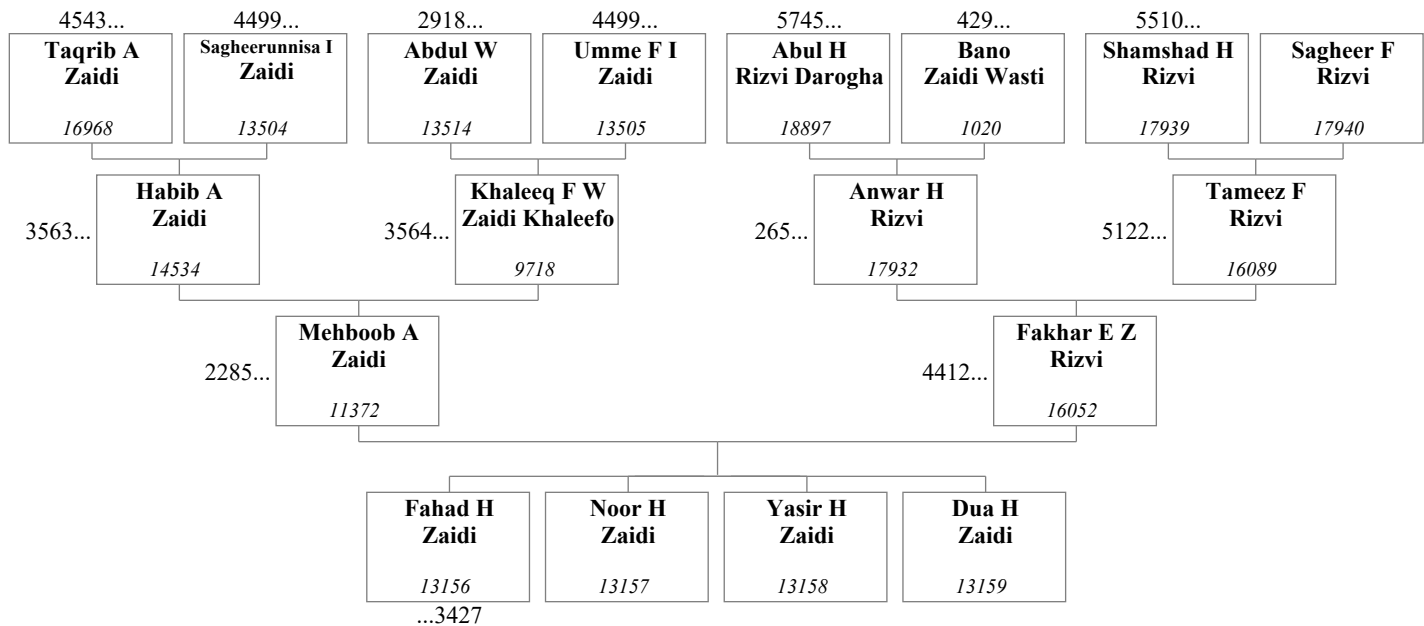 4543... 4499... 2918... 4499... 5745... 429... 5510...
Taqrib A Sagheerunnisa I Abdul W Umme F I Abul H Bano Shamshad H Sagheer F
Zaidi Zaidi Zaidi Zaidi Rizvi Darogha Zaidi Wasti Rizvi Rizvi
16968 13504 13514 13505 18897 1020 17939 17940
Habib A Khaleeq F W Anwar H Tameez F
Zaidi Zaidi Khaleefo Rizvi Rizvi
3563... 3564... 265... 5122...
14534 9718 17932 16089
Mehboob A Fakhar E Z
Zaidi Rizvi
2285... 4412...
11372 16052
Fahad H Noor H Yasir H Dua H
Zaidi Zaidi Zaidi Zaidi
13156 13157 13158 13159
...3427